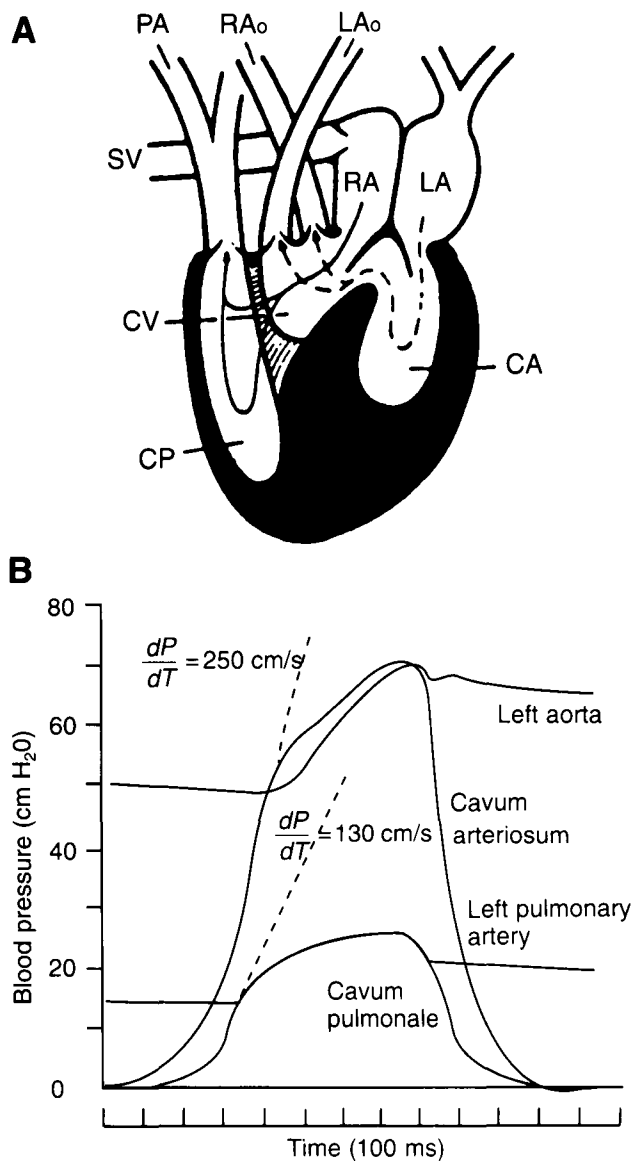 A
PA RAo LAo
SV
RA LA
CV
CA
CP
B
80
60
40
20
0
Blood pressure (cm H₂0)
dP/dT = 250 cm/s
dP/dT = 130 cm/s
Left aorta
Cavum
arteriosum
Left pulmonary
artery
Cavum
pulmonale
Time (100 ms)